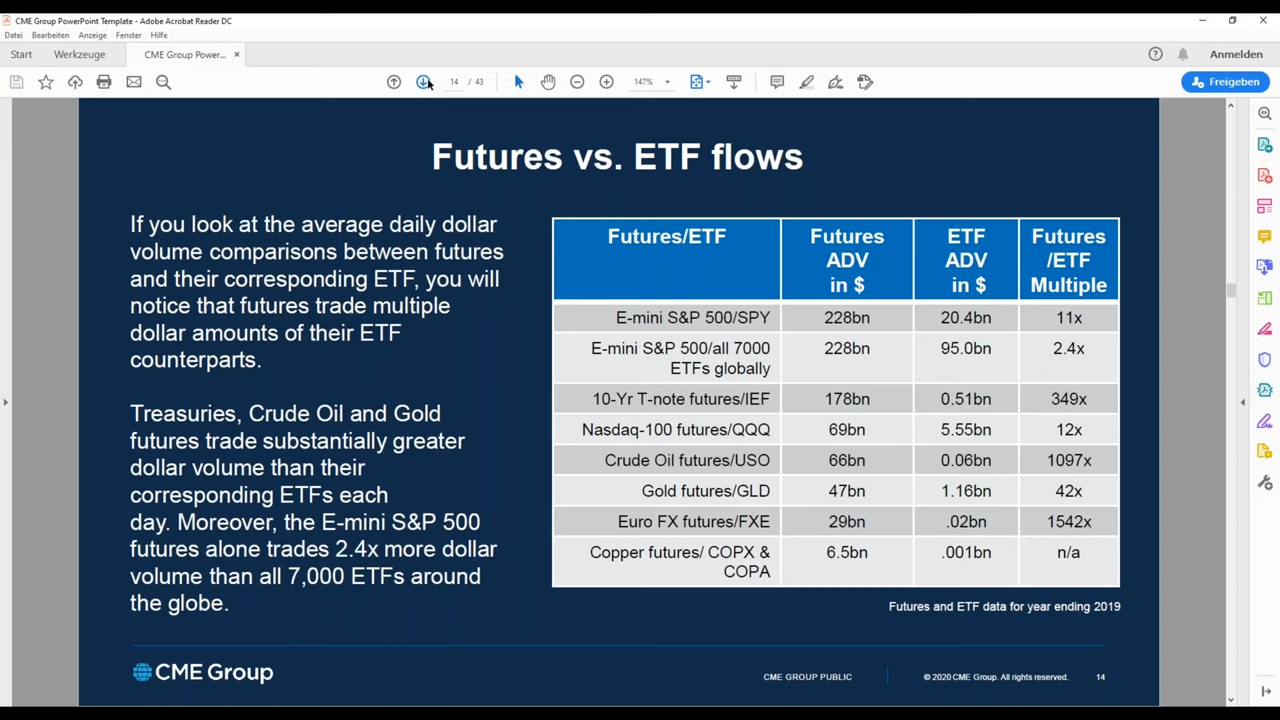 CME Group PowerPoint Template - Adobe Acrobat Reader DC
Datei Bearbeiten Anzeige Fenster Hilfe
Start Werkzeuge CME Group Power... × Anmelden
14 / 43 147% Freigeben
Futures vs. ETF flows
If you look at the average daily dollar
volume comparisons between futures
and their corresponding ETF, you will
notice that futures trade multiple
dollar amounts of their ETF
counterparts.
Treasuries, Crude Oil and Gold
futures trade substantially greater
dollar volume than their
corresponding ETFs each
day. Moreover, the E-mini S&P 500
futures alone trades 2.4x more dollar
volume than all 7,000 ETFs around
the globe.
Futures/ETF Futures ETF Futures
ADV ADV /ETF
in $ in $ Multiple
E-mini S&P 500/SPY 228bn 20.4bn 11x
E-mini S&P 500/all 7000 228bn 95.0bn 2.4x
ETFs globally
10-Yr T-note futures/IEF 178bn 0.51bn 349x
Nasdaq-100 futures/QQQ 69bn 5.55bn 12x
Crude Oil futures/USO 66bn 0.06bn 1097x
Gold futures/GLD 47bn 1.16bn 42x
Euro FX futures/FXE 29bn .02bn 1542x
Copper futures/ COPX & 6.5bn .001bn n/a
COPA
Futures and ETF data for year ending 2019
CME Group
CME GROUP PUBLIC © 2020 CME Group. All rights reserved. 14